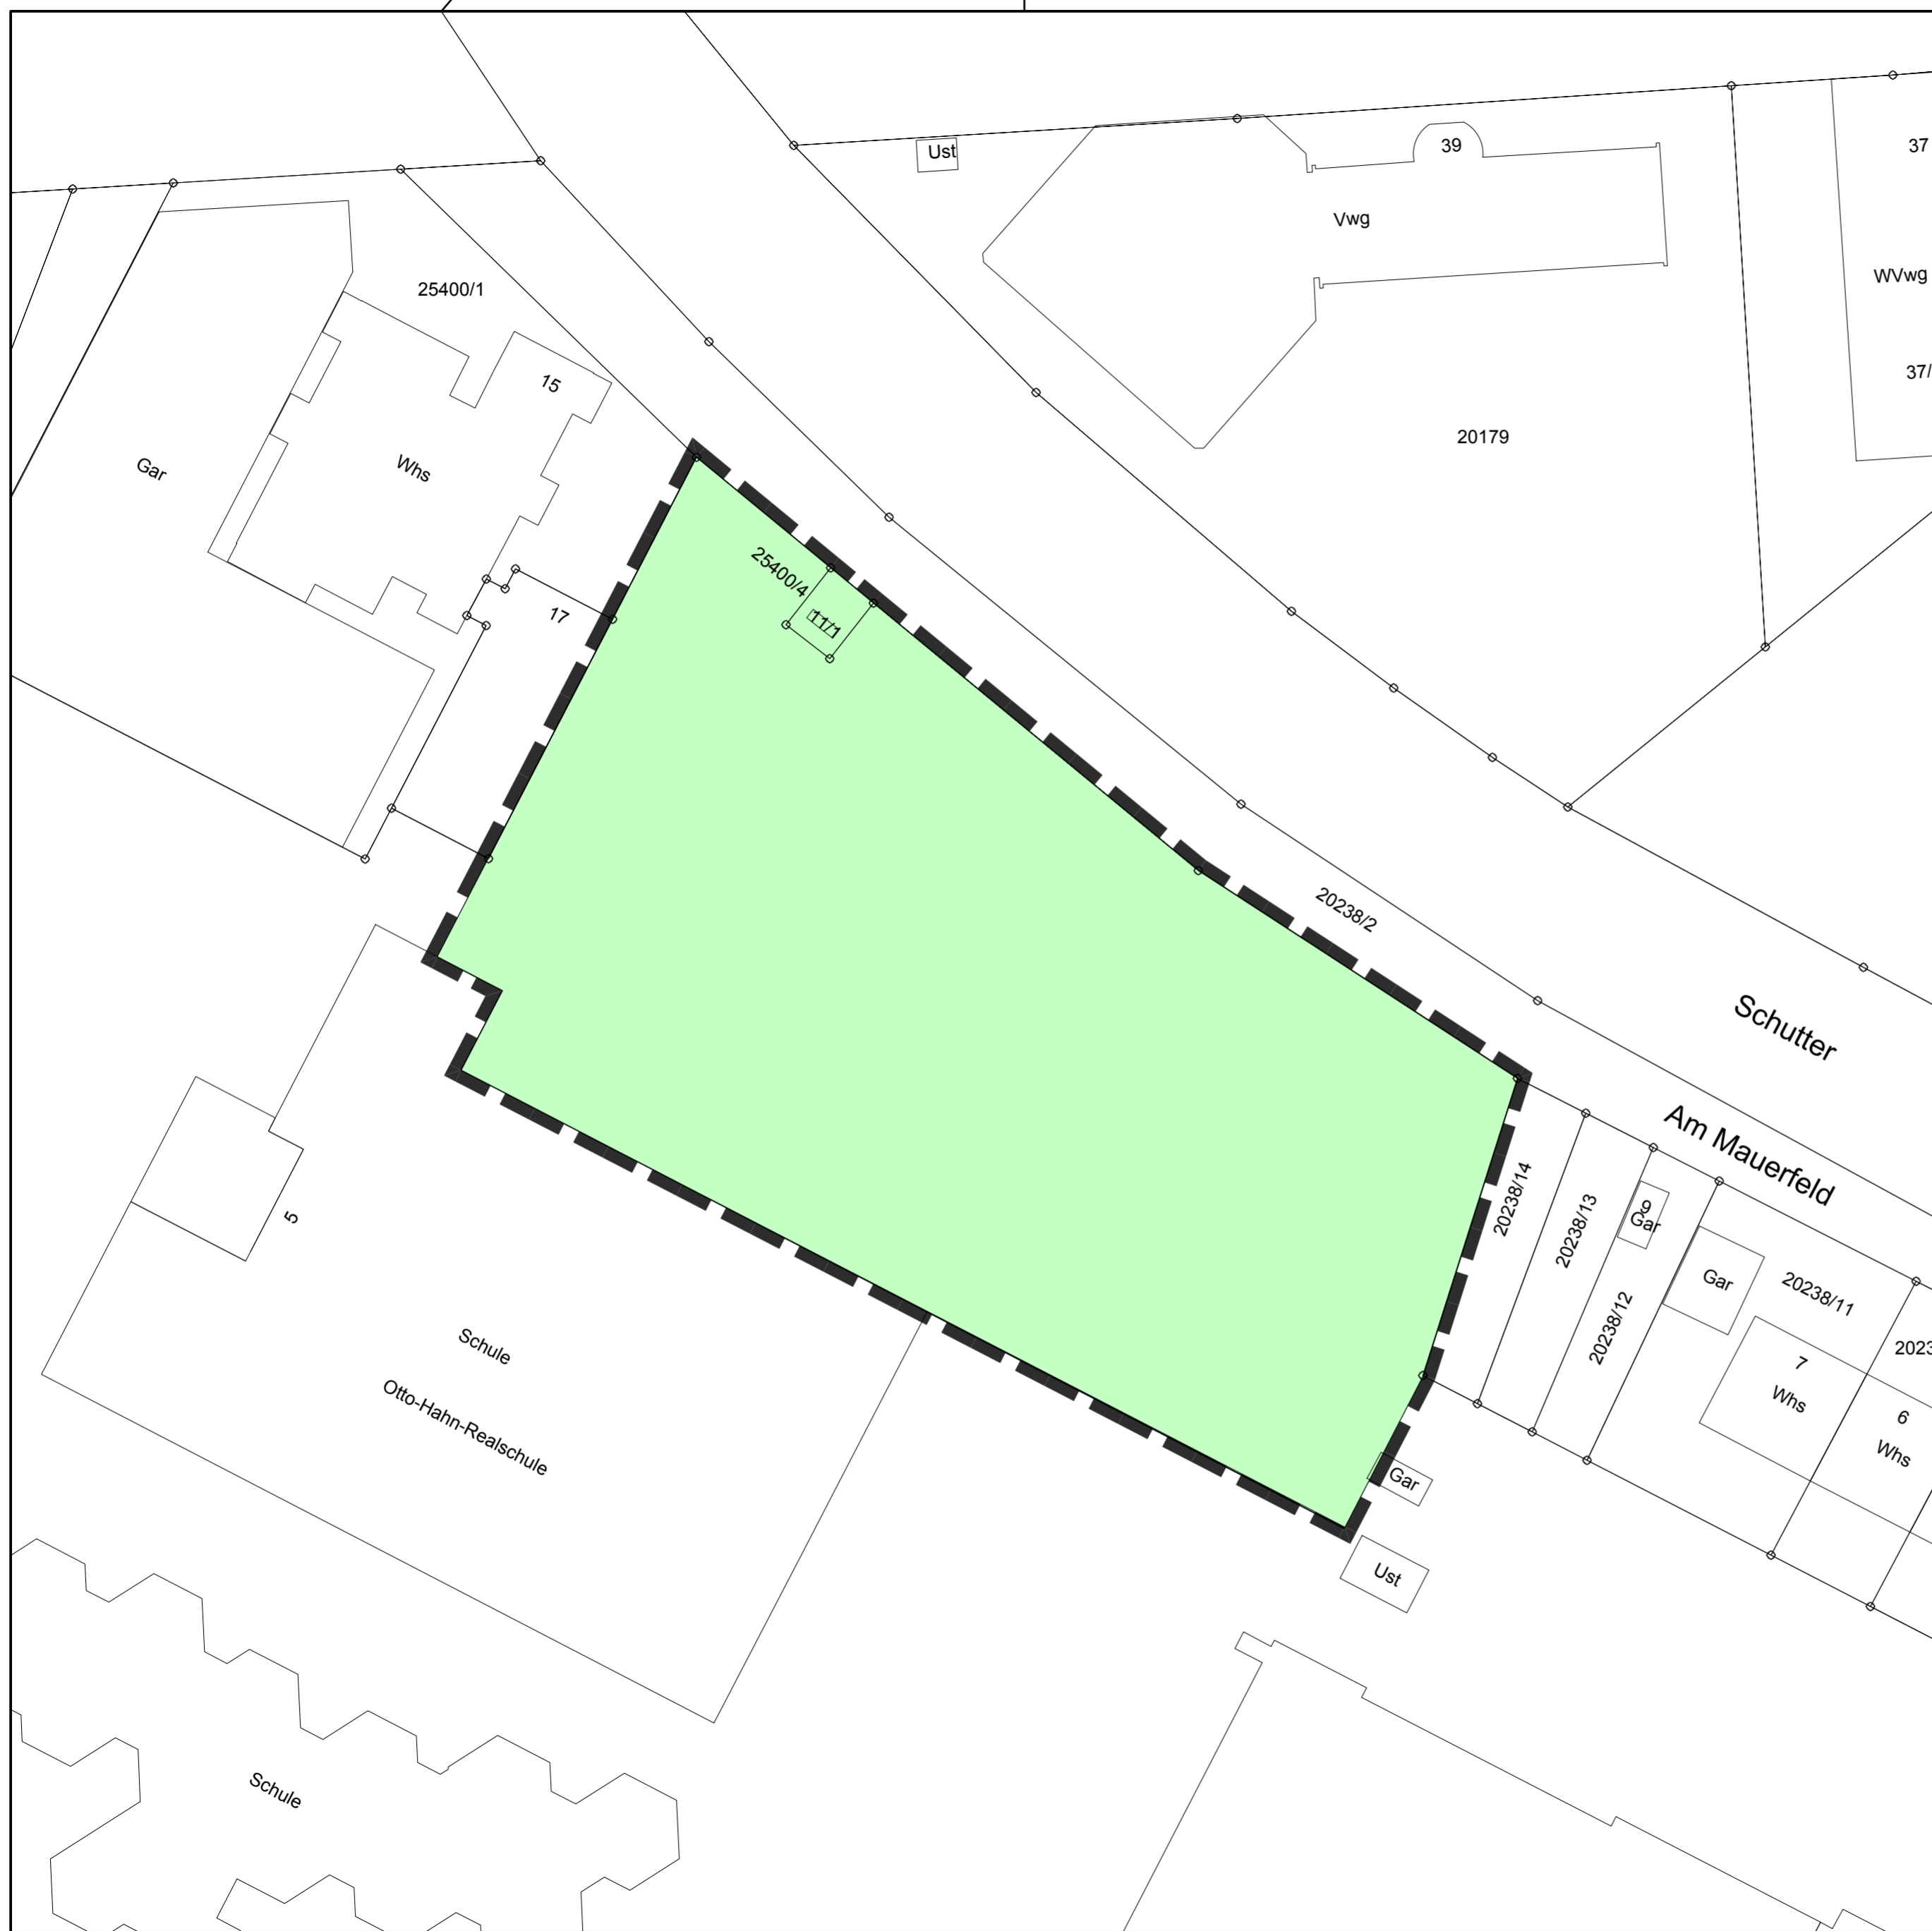 Ust
39
37
Vwg
WVwg
25400/1
37/
15
20179
Gar
Whs
25400/4
17
11/1
20238/2
Schutter
Am Mauerfeld
20238/14
20238/13
9
Gar
5
Gar
20238/11
20238/12
Schule
2023
7
Whs
Otto-Hahn-Realschule
6
Whs
Gar
Ust
Schule